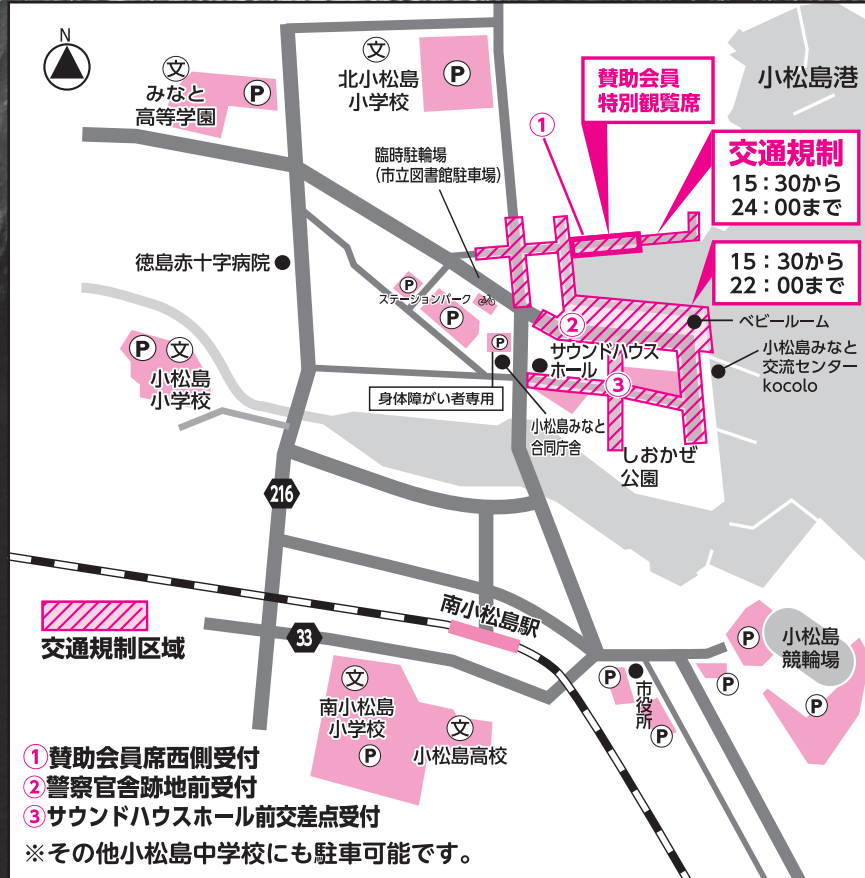 N
文
みなと
高等学園
P
文
北小松島
小学校
P
賛助会員
特別観覧席
小松島港
①
交通規制
15：30から
24：00まで
臨時駐輪場
（市立図書館駐車場）
徳島赤十字病院
15：30から
22：00まで
P
ステーションパーク
P
P
②
ベビールーム
サウンドハウス
ホール
小松島みなと
交流センター
kocolo
P
文
小松島
小学校
身体障がい者専用
③
小松島みなと
合同庁舎
しおかぜ
公園
216
交通規制区域
33
南小松島駅
P
小松島
競輪場
文
南小松島
小学校
P
文
小松島高校
P
市役所
P
P
P
①賛助会員席西側受付
②警察官舎跡地前受付
③サウンドハウスホール前交差点受付
※その他小松島中学校にも駐車可能です。